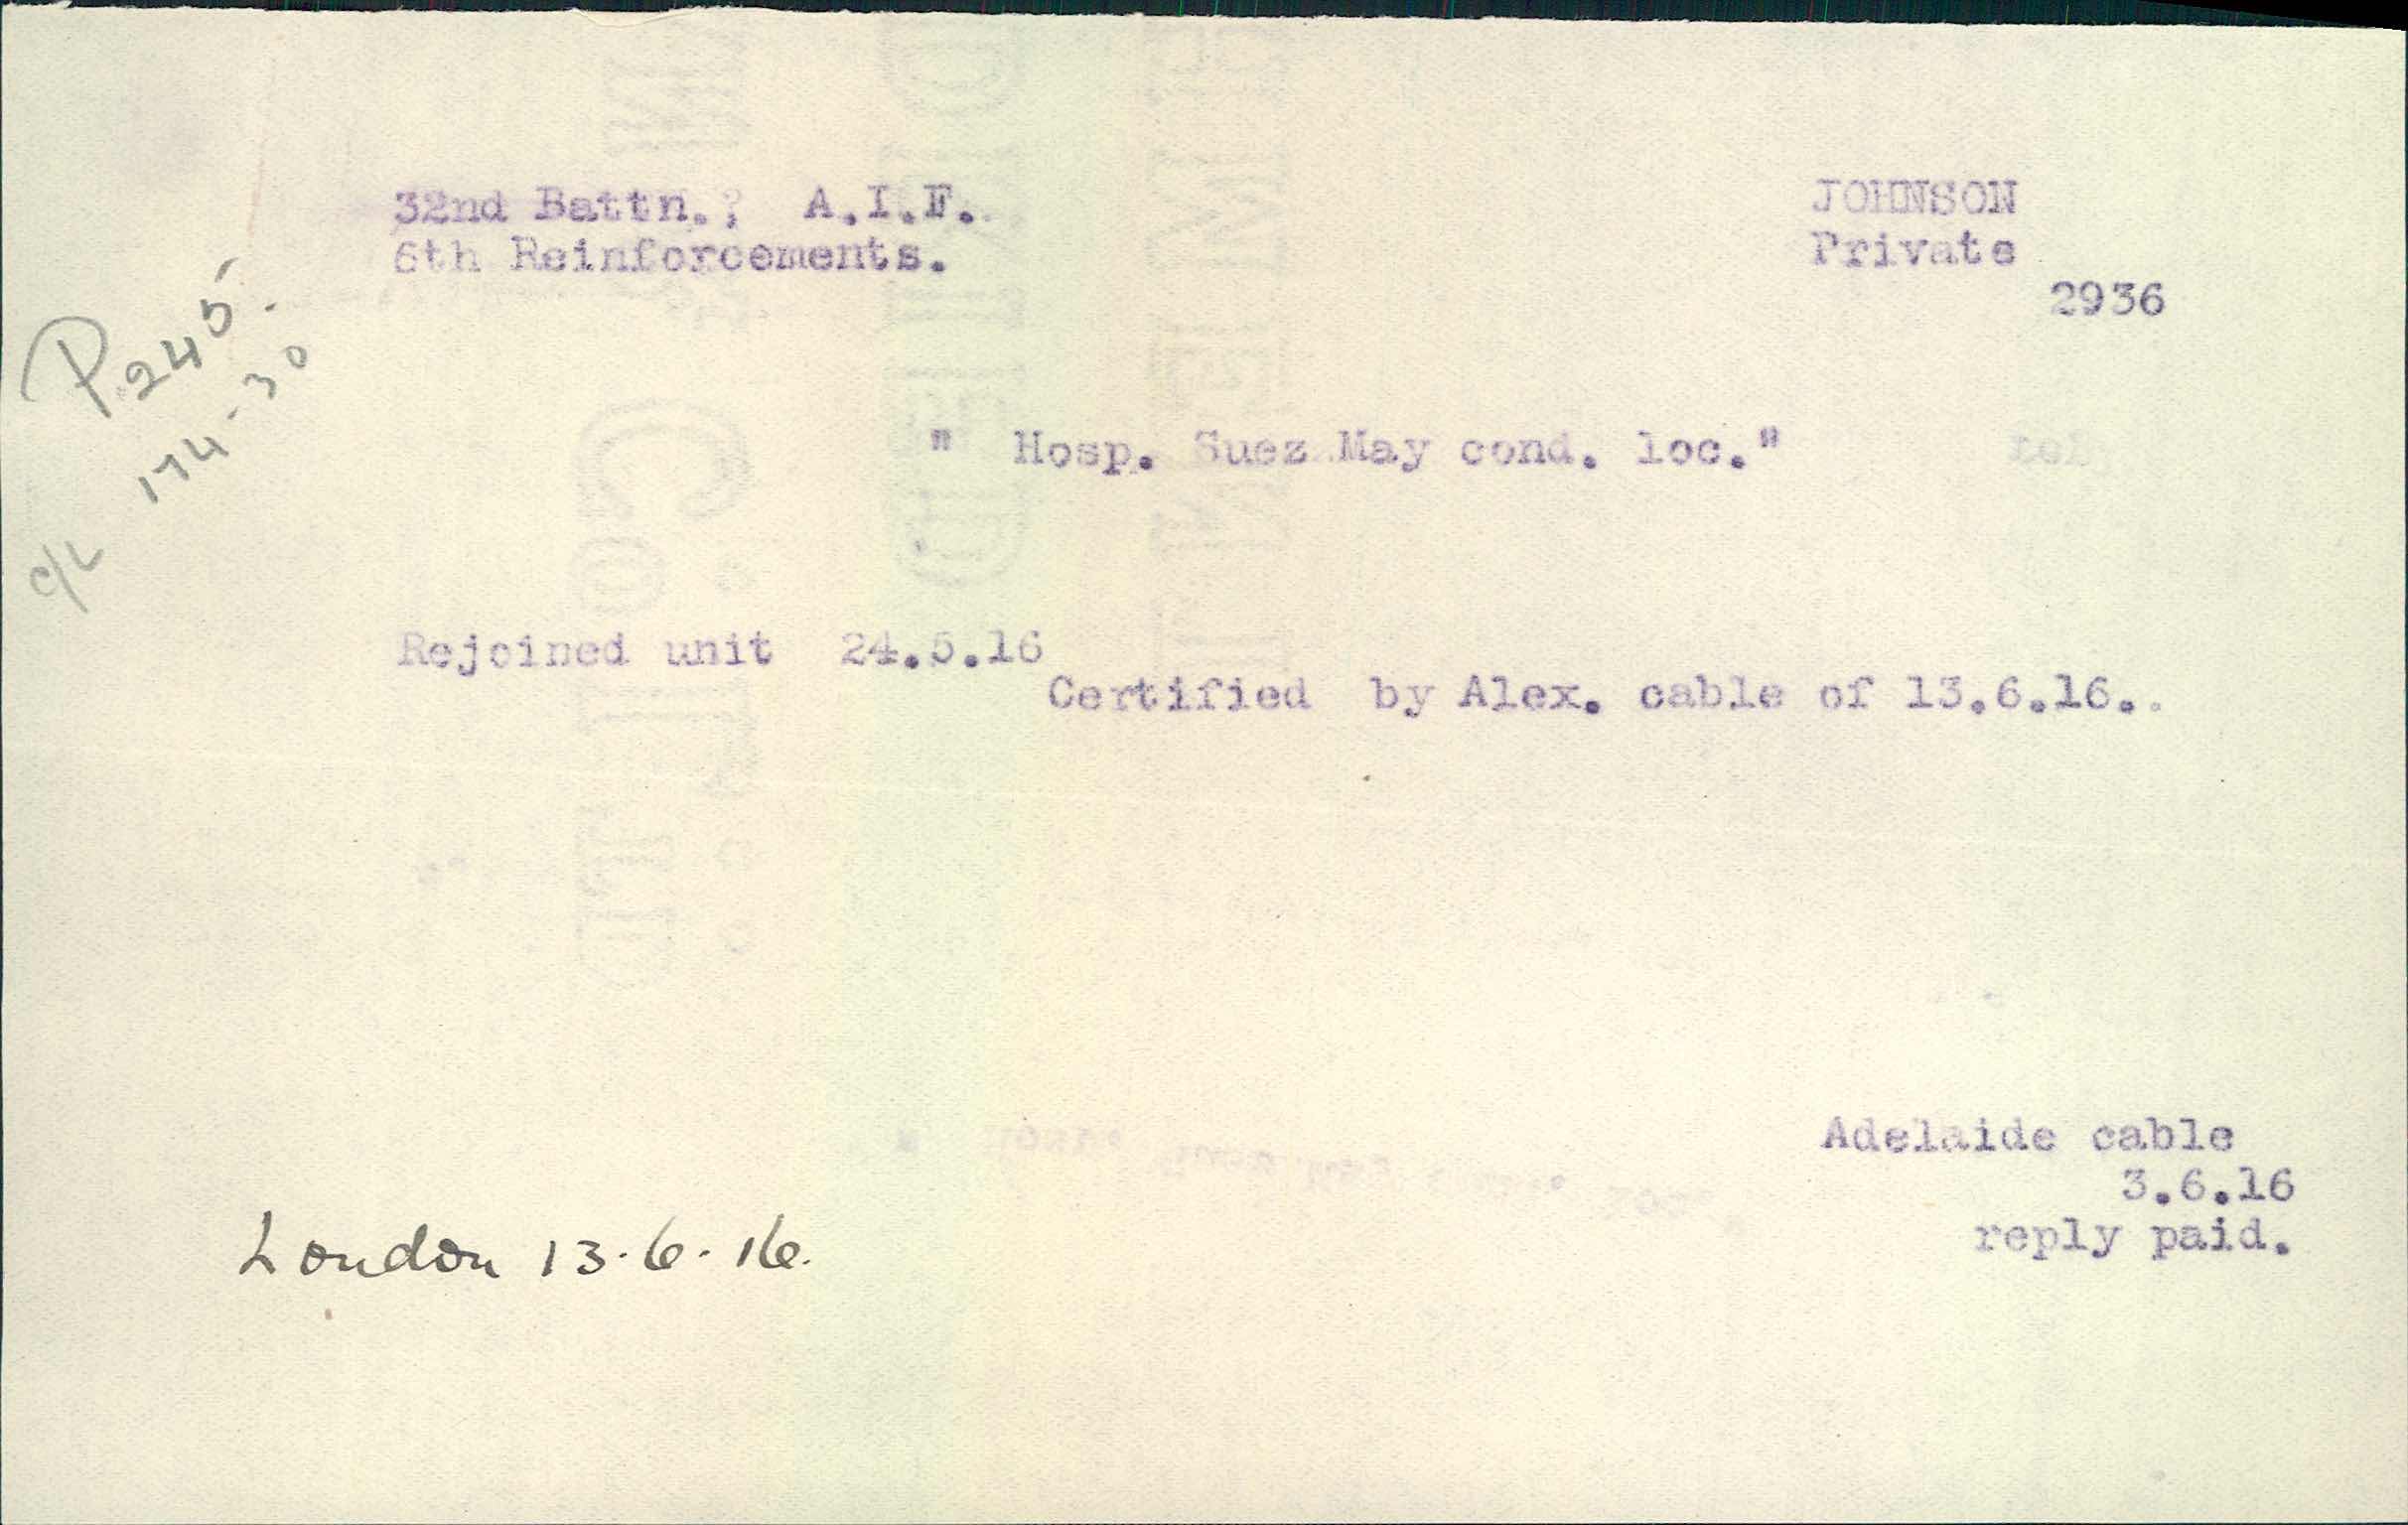 32nd Battn.; A.I.F.
6th Reinforcements.
JOHNSON
Private
2936
P.245.
174-30
c/L
" Hosp. Suez May cond. loc."
Rejoined unit 24.5.16
Certified by Alex. cable of 13.6.16..
Adelaide cable
3.6.16
reply paid.
London 13.6.16.